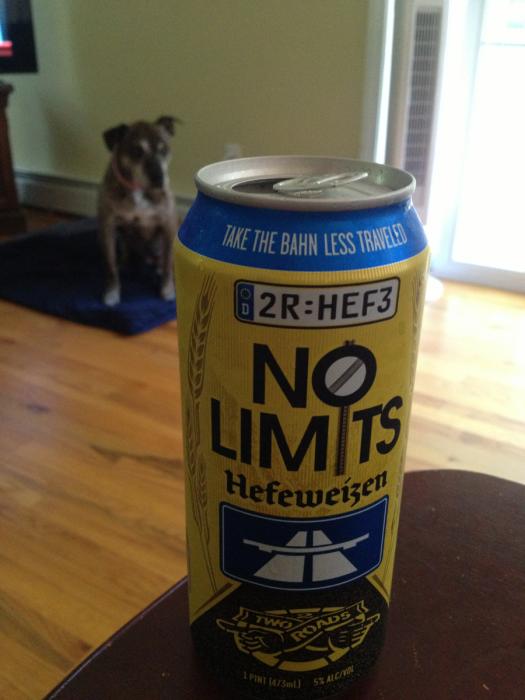 TAKE THE BAHN LESS TRAVELED
D 2R:HEF3
NO
LIMITS
Hefeweizen
TWO ROADS
1 PINT (473mL) 5% ALC/VOL